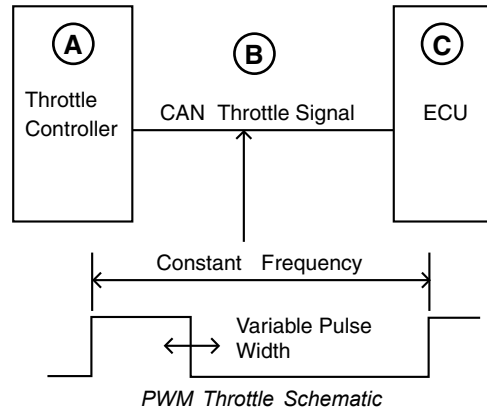 A
B
C
Throttle
Controller
CAN Throttle Signal
ECU
Constant Frequency
Variable Pulse
Width
PWM Throttle Schematic